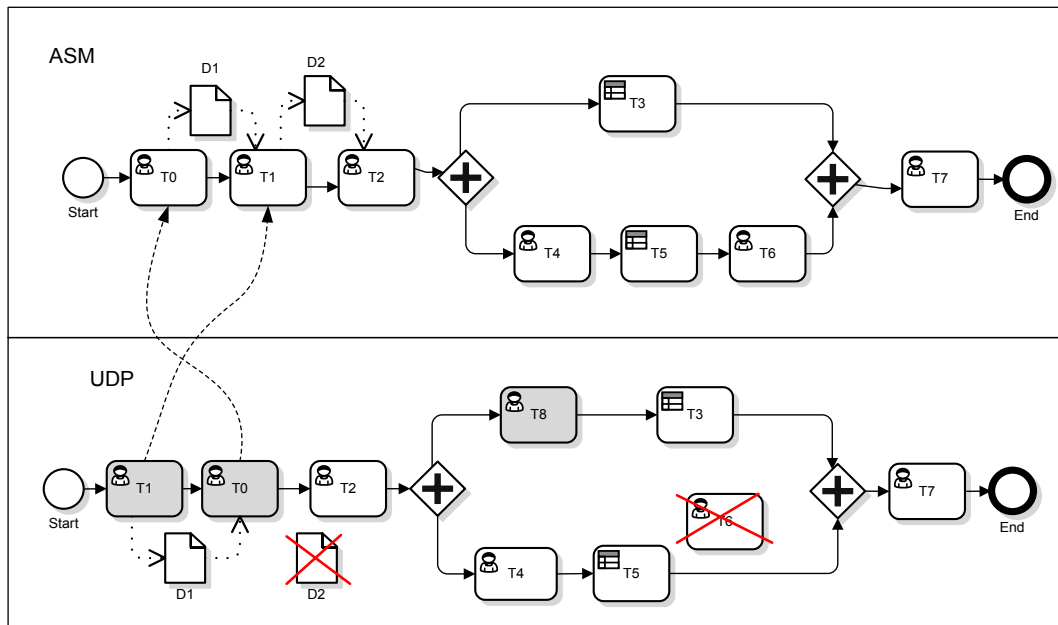 ASM
D1
D2
T3
T0
T1
T2
T7
Start
End
T4
T5
T6
UDP
T8
T3
T1
T0
T2
T7
Start
T6
End
T4
T5
D1
D2